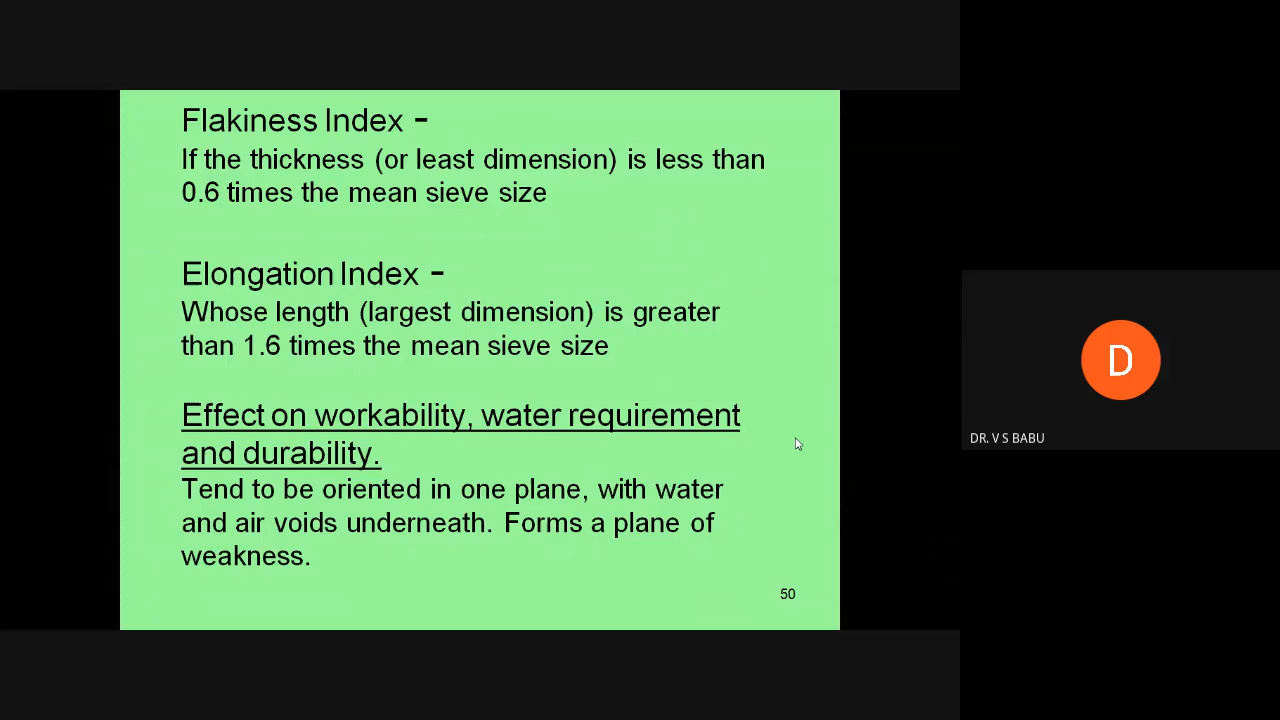 Flakiness Index -
If the thickness (or least dimension) is less than
0.6 times the mean sieve size
Elongation Index -
Whose length (largest dimension) is greater
than 1.6 times the mean sieve size
Effect on workability, water requirement
and durability.
Tend to be oriented in one plane, with water
and air voids underneath. Forms a plane of
weakness.
50
D
DR. V S BABU